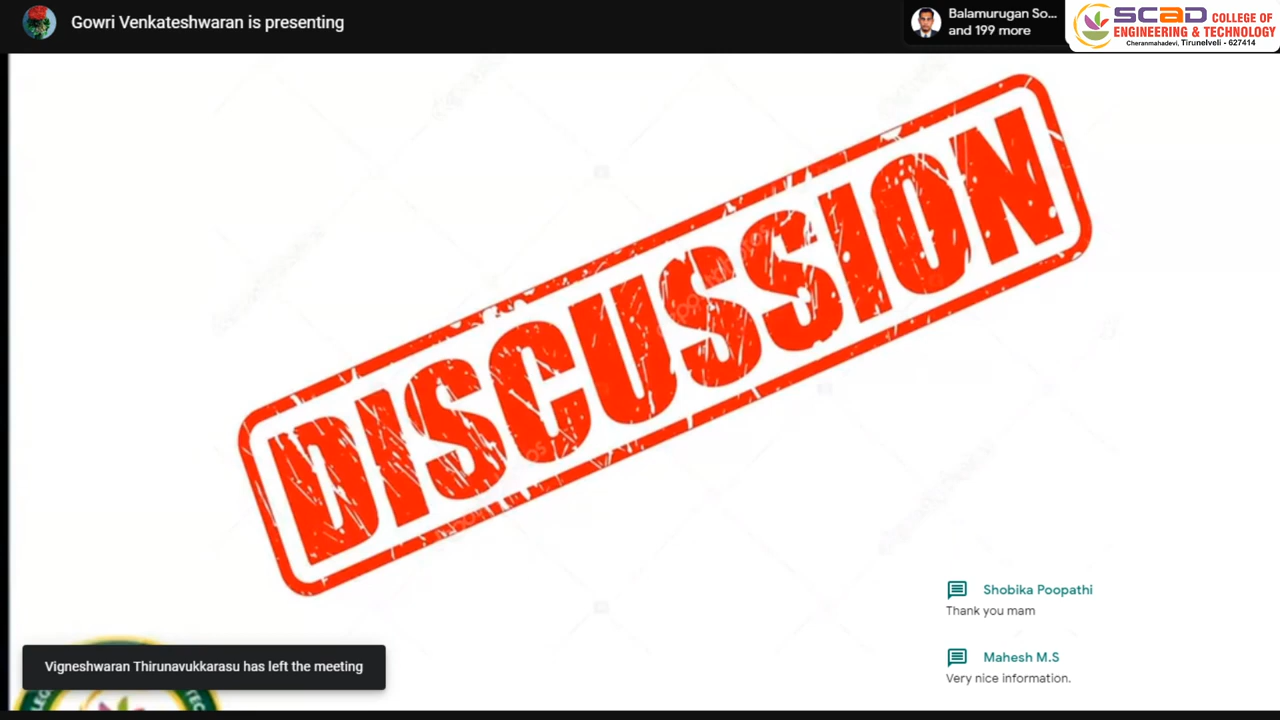 Gowri Venkateshwaran is presenting
Balamurugan So...
and 199 more
SCAD COLLEGE OF
ENGINEERING & TECHNOLOGY
Cheranmahadevi, Tirunelveli - 627414
DISCUSSION
Shobika Poopathi
Thank you mam
Mahesh M.S
Very nice information.
Vigneshwaran Thirunavukkarasu has left the meeting